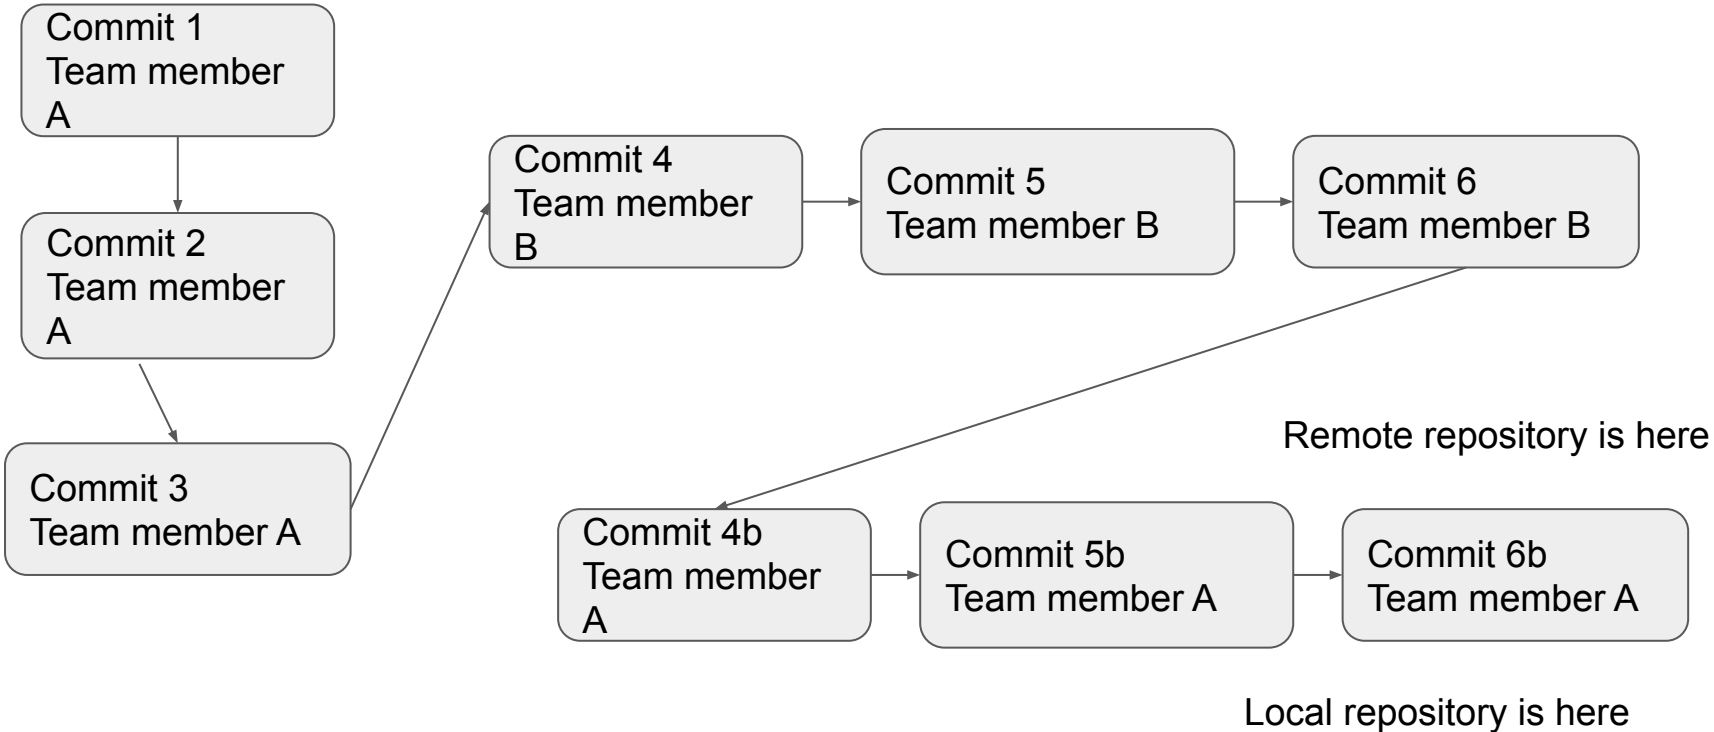 Commit 1
Team member
A
Commit 2
Team member
A
Commit 3
Team member A
Commit 4
Team member
B
Commit 5
Team member B
Commit 6
Team member B
Remote repository is here
Commit 4b
Team member
A
Commit 5b
Team member A
Commit 6b
Team member A
Local repository is here